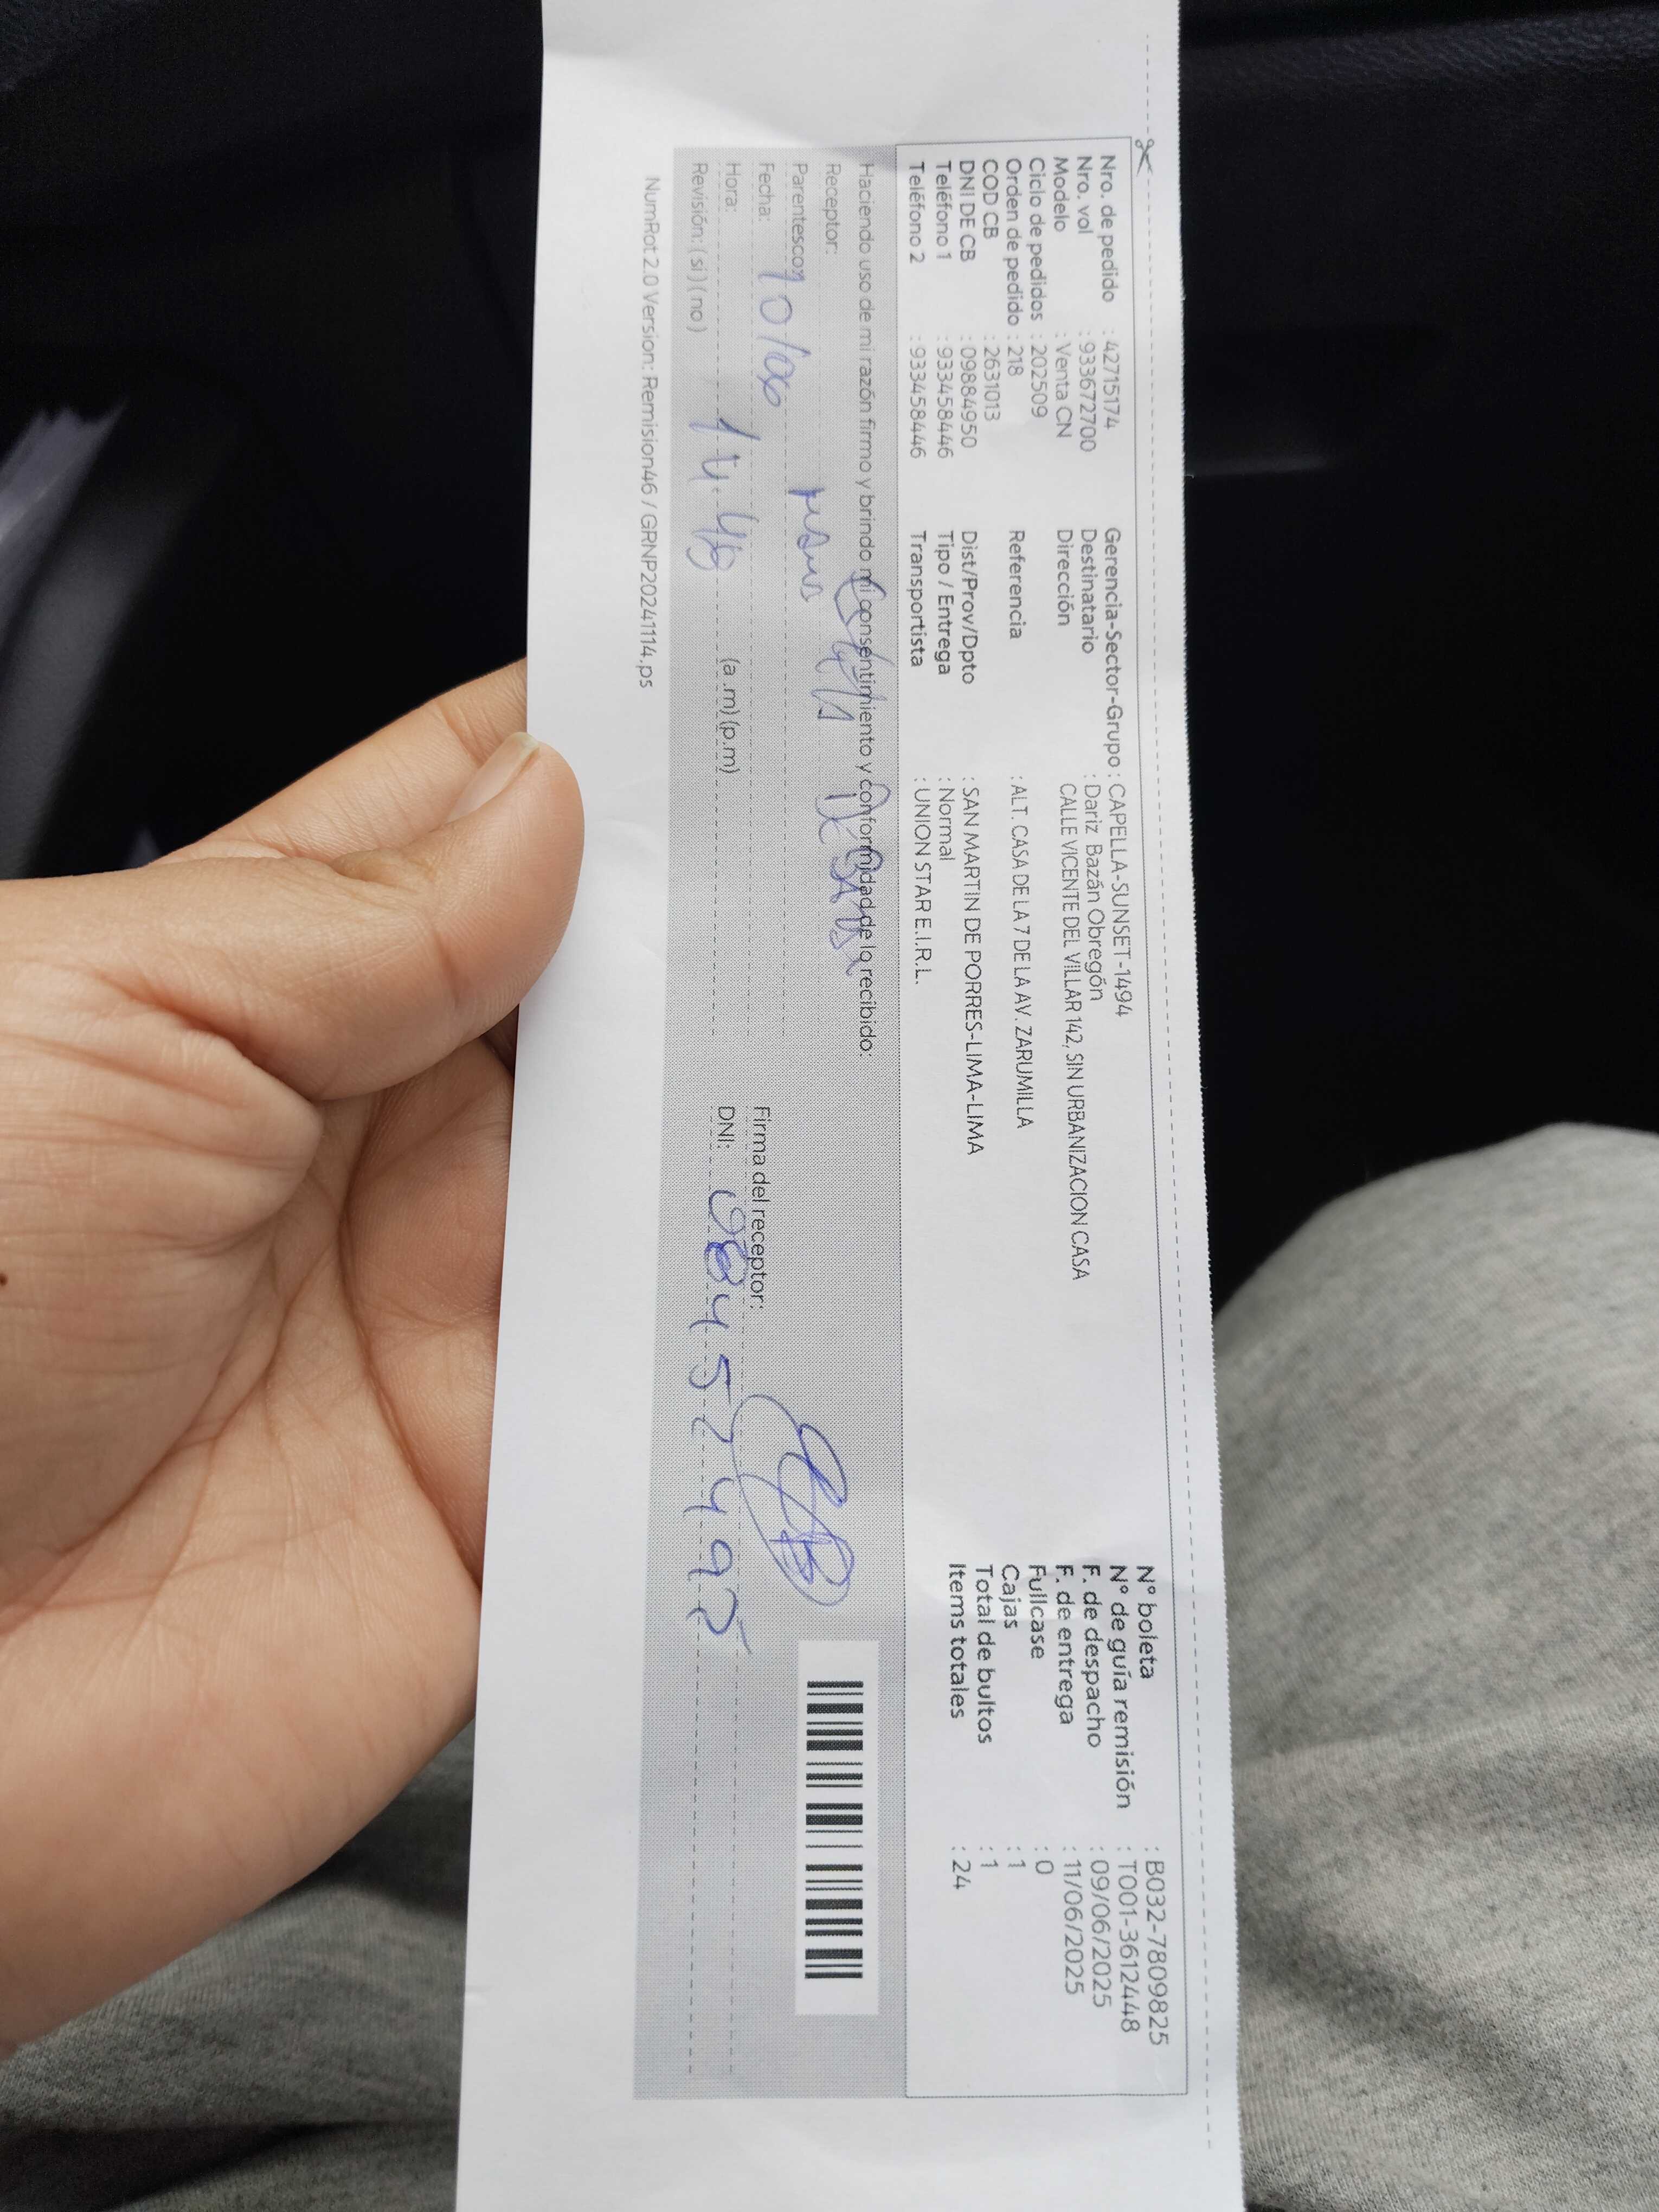 Nro. de pedido : 42715174
Nro. vol : 933672700
Modelo : Venta CN
Ciclo de pedidos : 202509
Orden de pedido : 218
COD CB : 2631013
DNI DE CB : 09884950
Teléfono 1 : 933458446
Teléfono 2 : 933458446
Gerencia-Sector-Grupo : CAPELLA-SUNSET-1494
Destinatario : Dariz Bazán Obregón
Dirección CALLE VICENTE DEL VILLAR 142, SIN URBANIZACION CASA
Referencia : ALT. CASA DE LA 7 DE LA AV. ZARUMILLA
Dist/Prov/Dpto : SAN MARTIN DE PORRES-LIMA-LIMA
Tipo / Entrega : Normal
Transportista : UNION STAR E.I.R.L.
N° boleta : B032-7809825
N° de guía remisión : T001-3612448
F. de despacho : 09/06/2025
F. de entrega : 11/06/2025
Fullcase : 0
Cajas : 1
Total de bultos : 1
Items totales : 24
Haciendo uso de mi razón firmo y brindo mi consentimiento y conformidad de lo recibido:
Receptor:
Parentesco:
Fecha:
Hora: (a .m) (p.m)
Revisión: ( si ) ( no )
Firma del receptor:
DNI:
NumRot 2.0 Version: Remision46 / GRNP20241114.ps